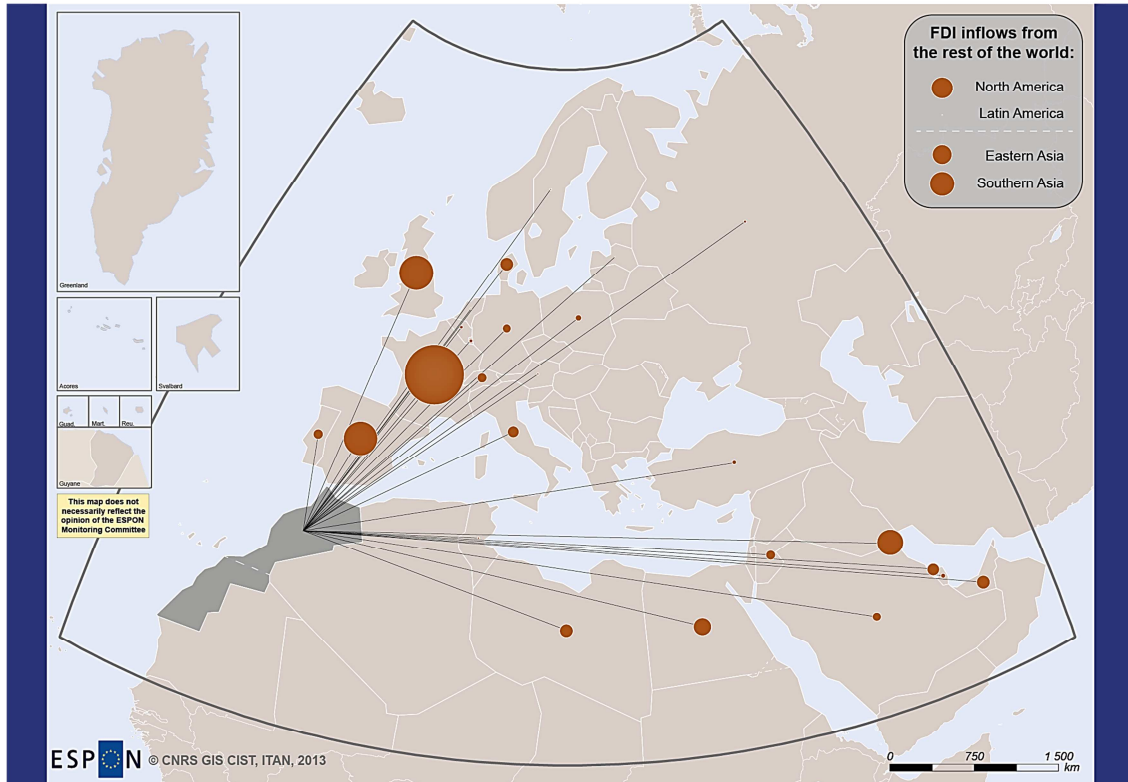 FDI inflows from
the rest of the world:
North America
Latin America
Eastern Asia
Southern Asia
Greenland
Acores
Svalbard
Guad.
Mart.
Reu.
Guyane
This map does not
necessarily reflect the
opinion of the ESPON
Monitoring Committee
ESPON © CNRS GIS CIST, ITAN, 2013
0 750 1 500
km